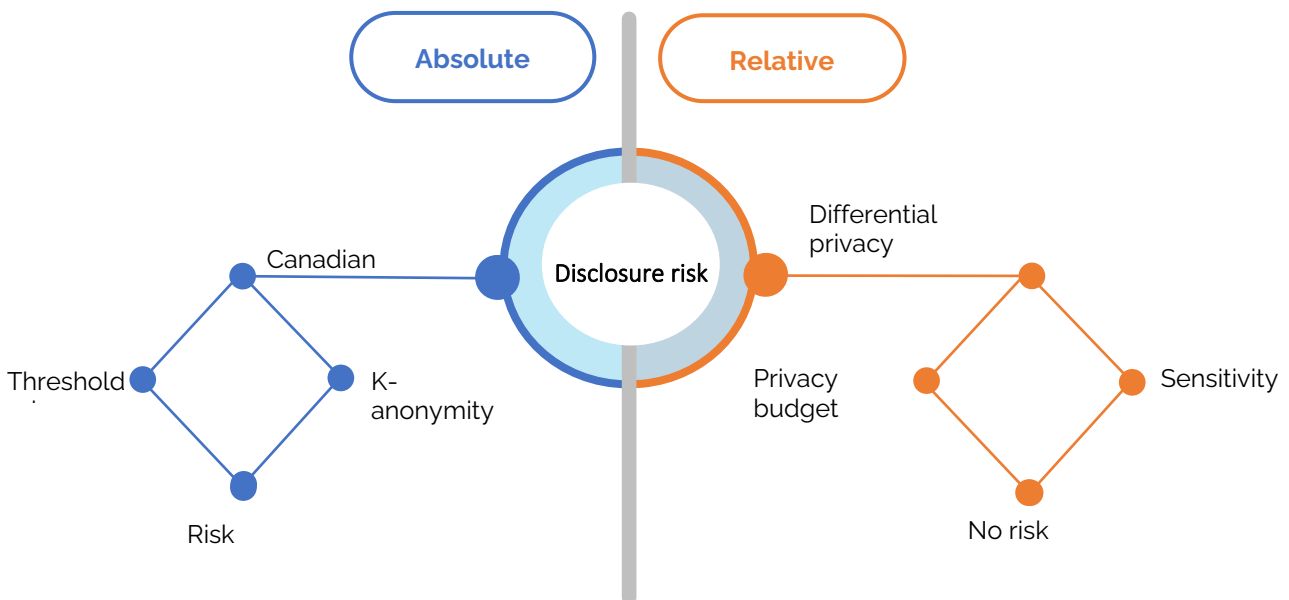 Absolute
Relative
Differential
privacy
Canadian
Disclosure risk
Threshold
K-
anonymity
Privacy
budget
Sensitivity
Risk
No risk